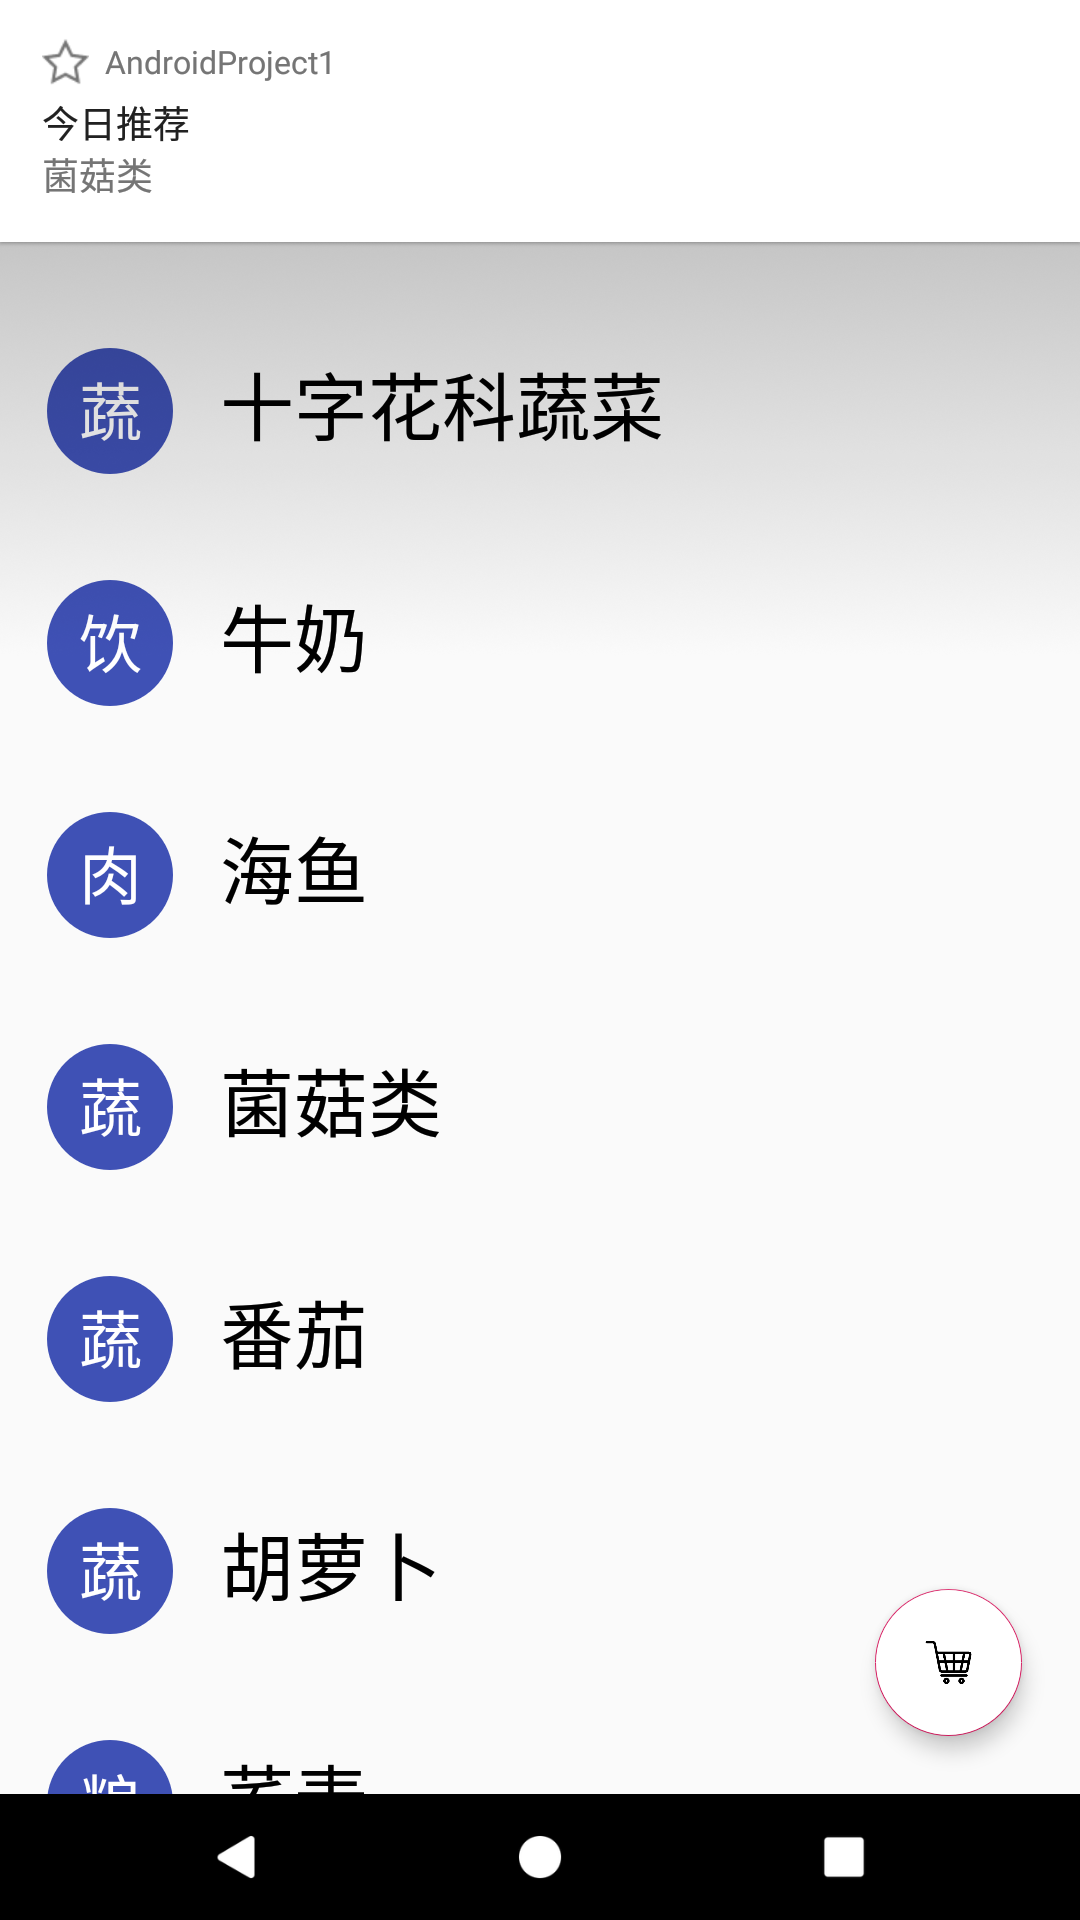 AndroidProject1
今日推荐
菌菇类
蔬 十字花科蔬菜
饮 牛奶
肉 海鱼
蔬 菌菇类
蔬 番茄
蔬 胡萝卜